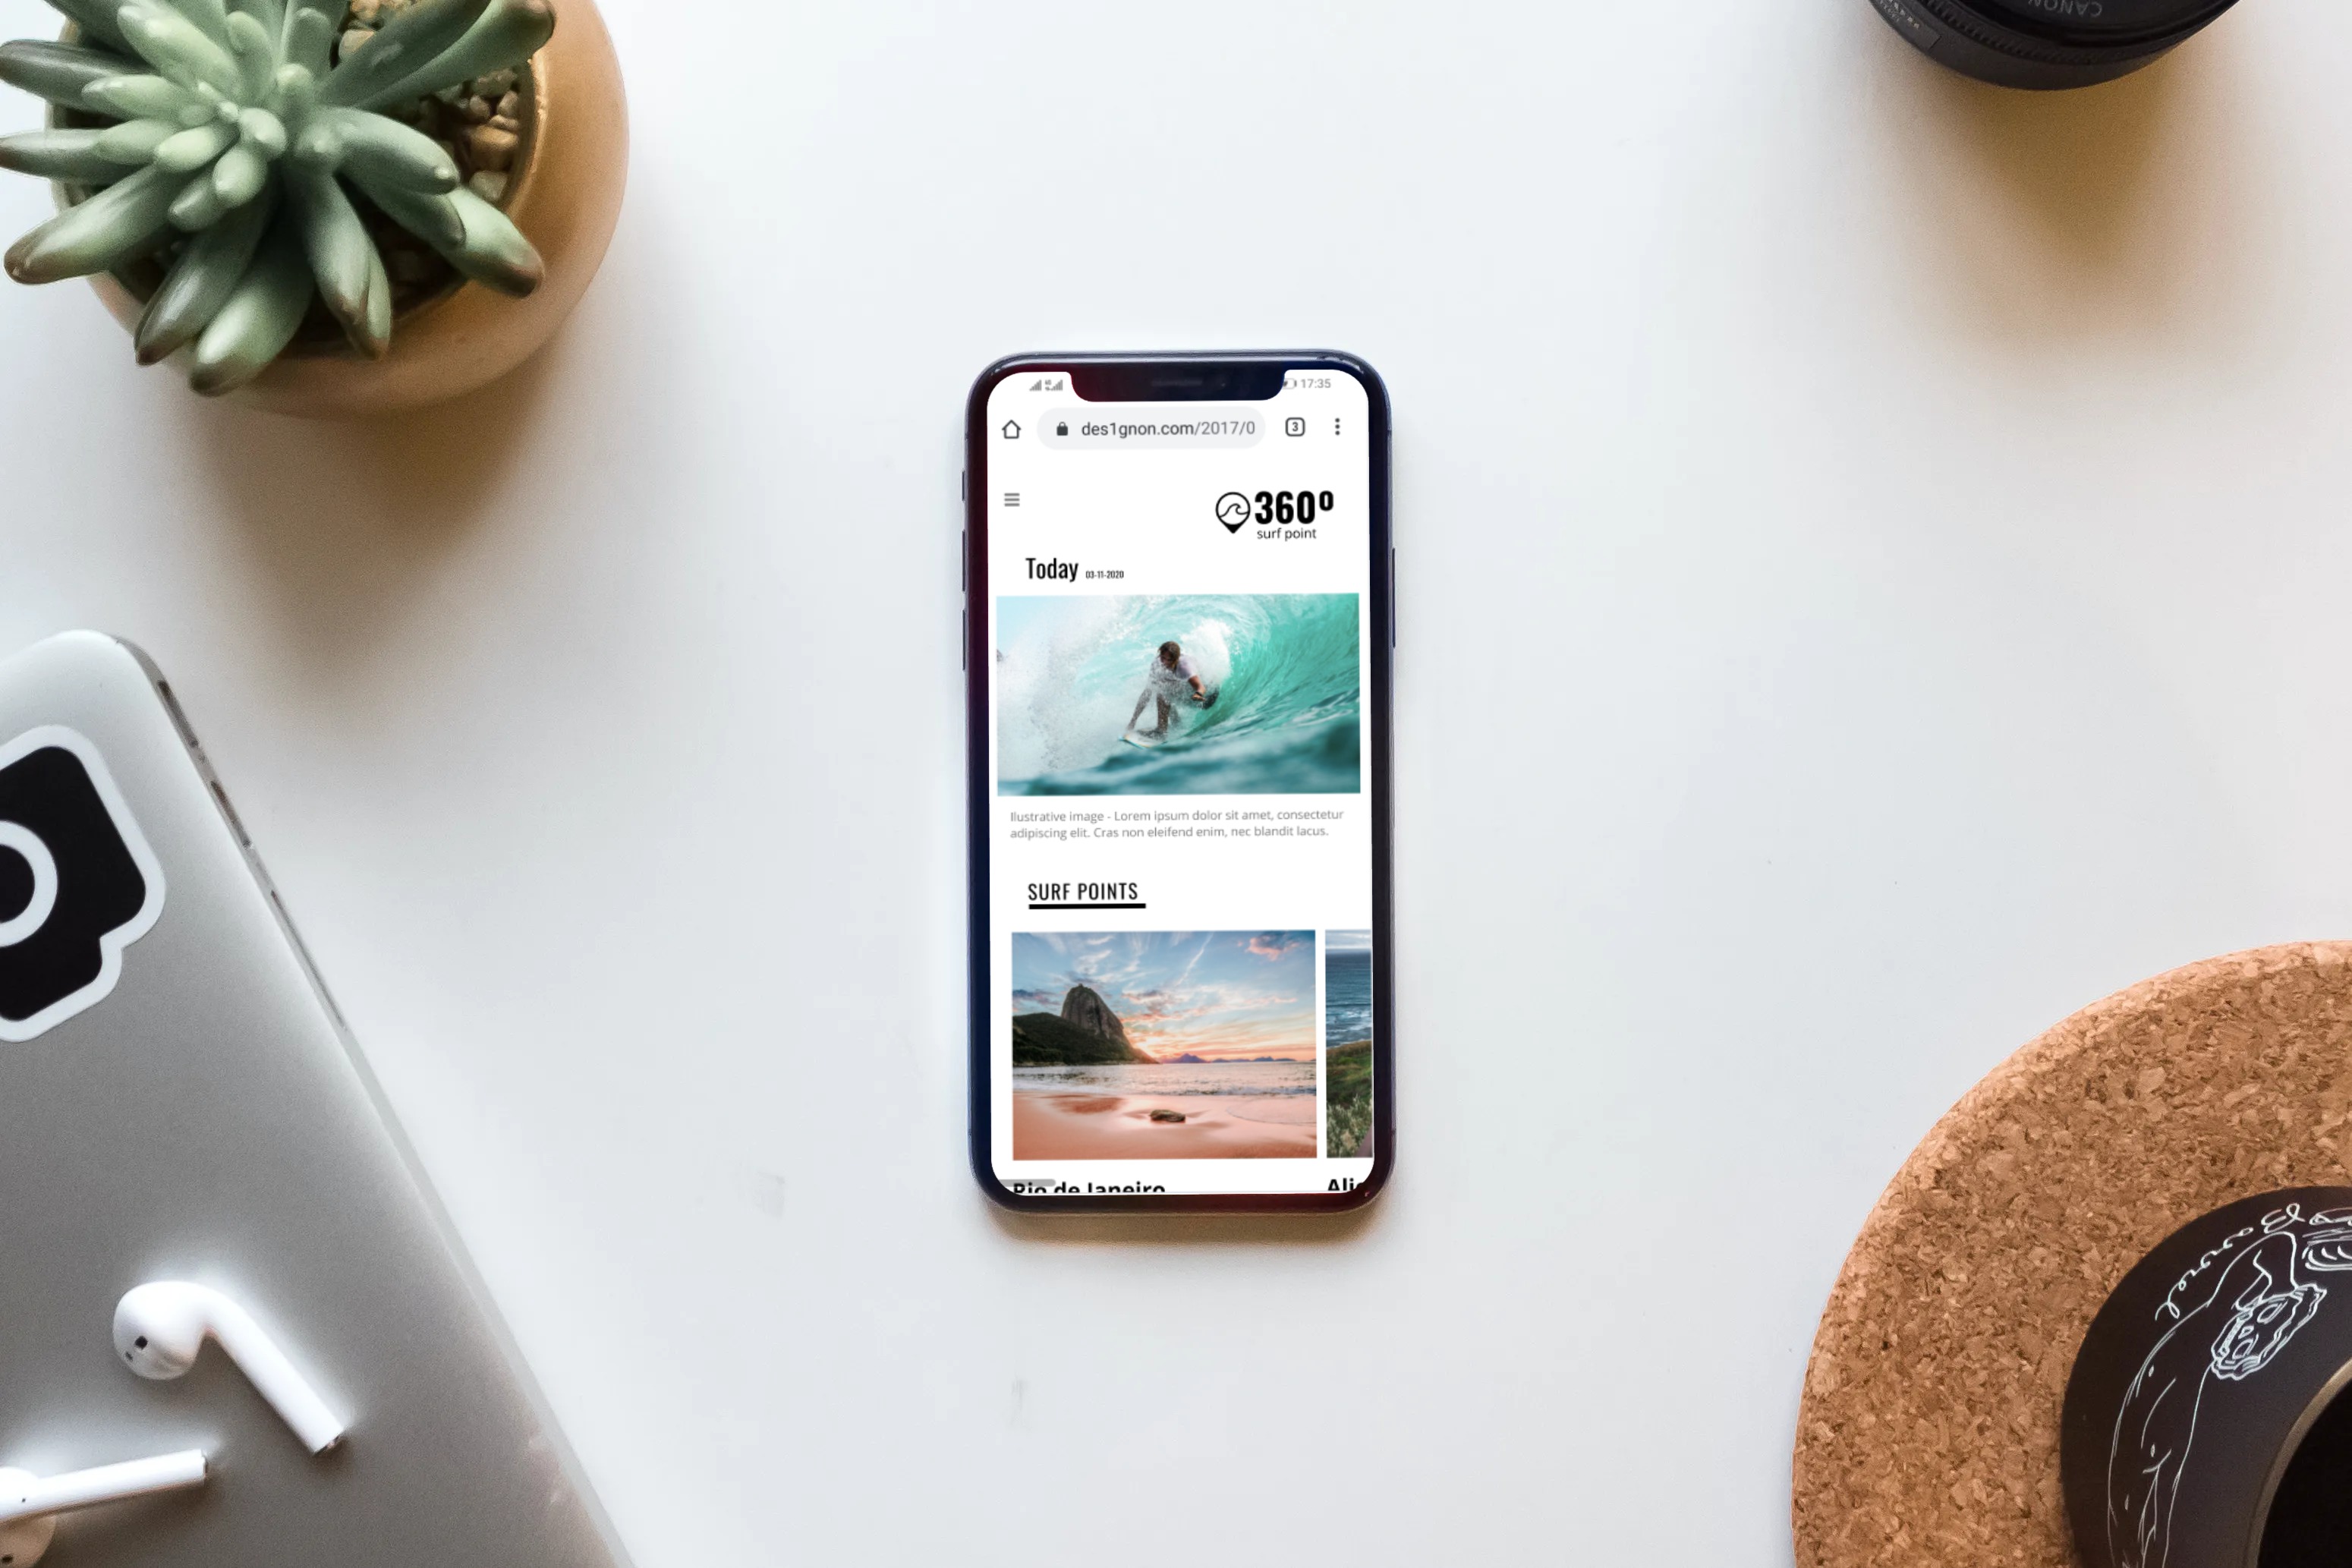 CANON
17:35
des1gnon.com/2017/0
3
360º
surf point
Today 03-11-2020
Ilustrative image - Lorem ipsum dolor sit amet, consectetur
adipiscing elit. Cras non eleifend enim, nec blandit lacus.
SURF POINTS
Rio de Janeiro